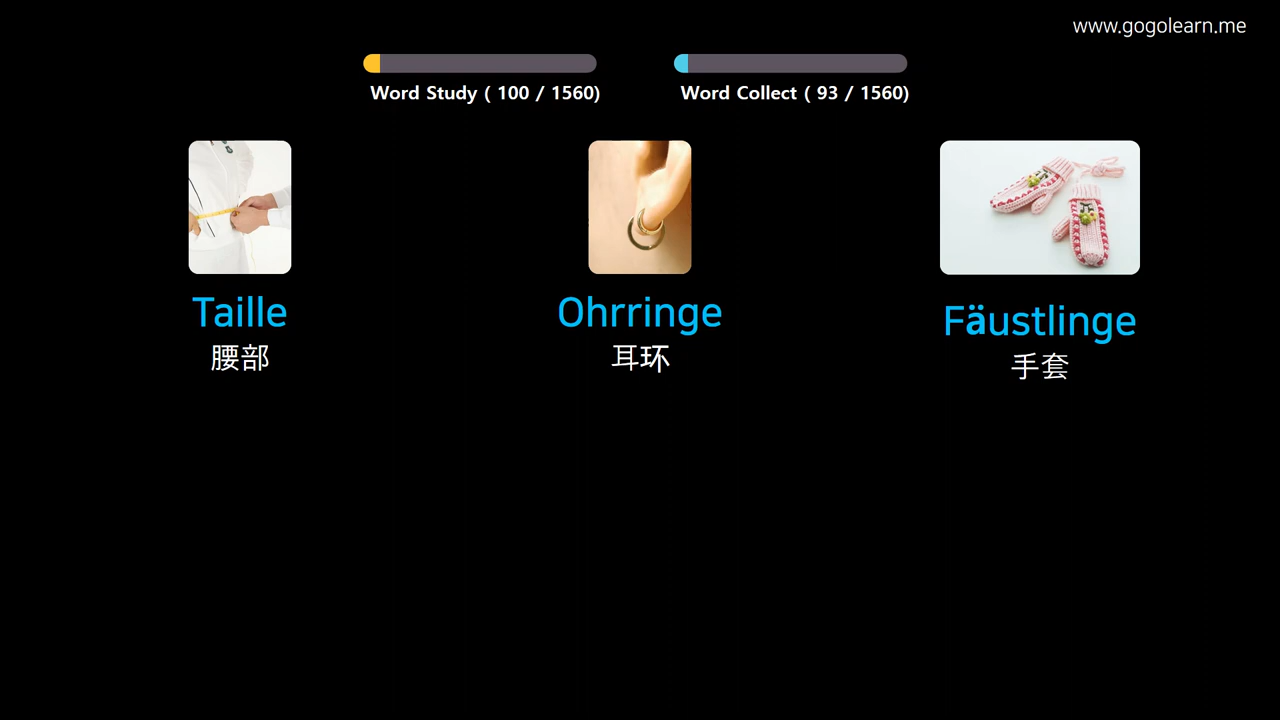 www.gogolearn.me
Word Study ( 100 / 1560)
Word Collect ( 93 / 1560)
Taille
腰部
Ohrringe
耳环
Fäustlinge
手套